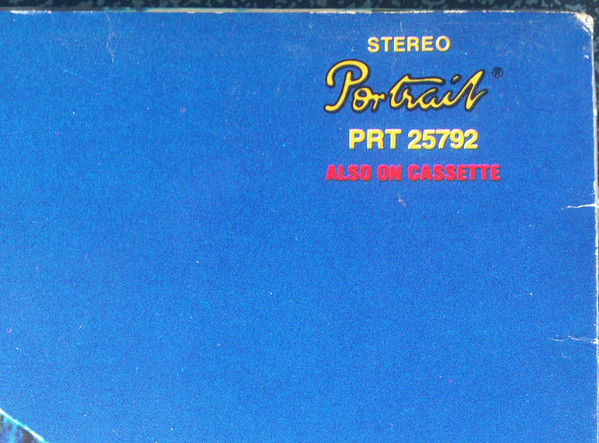 STEREO
Portrait®
PRT 25792
ALSO ON CASSETTE